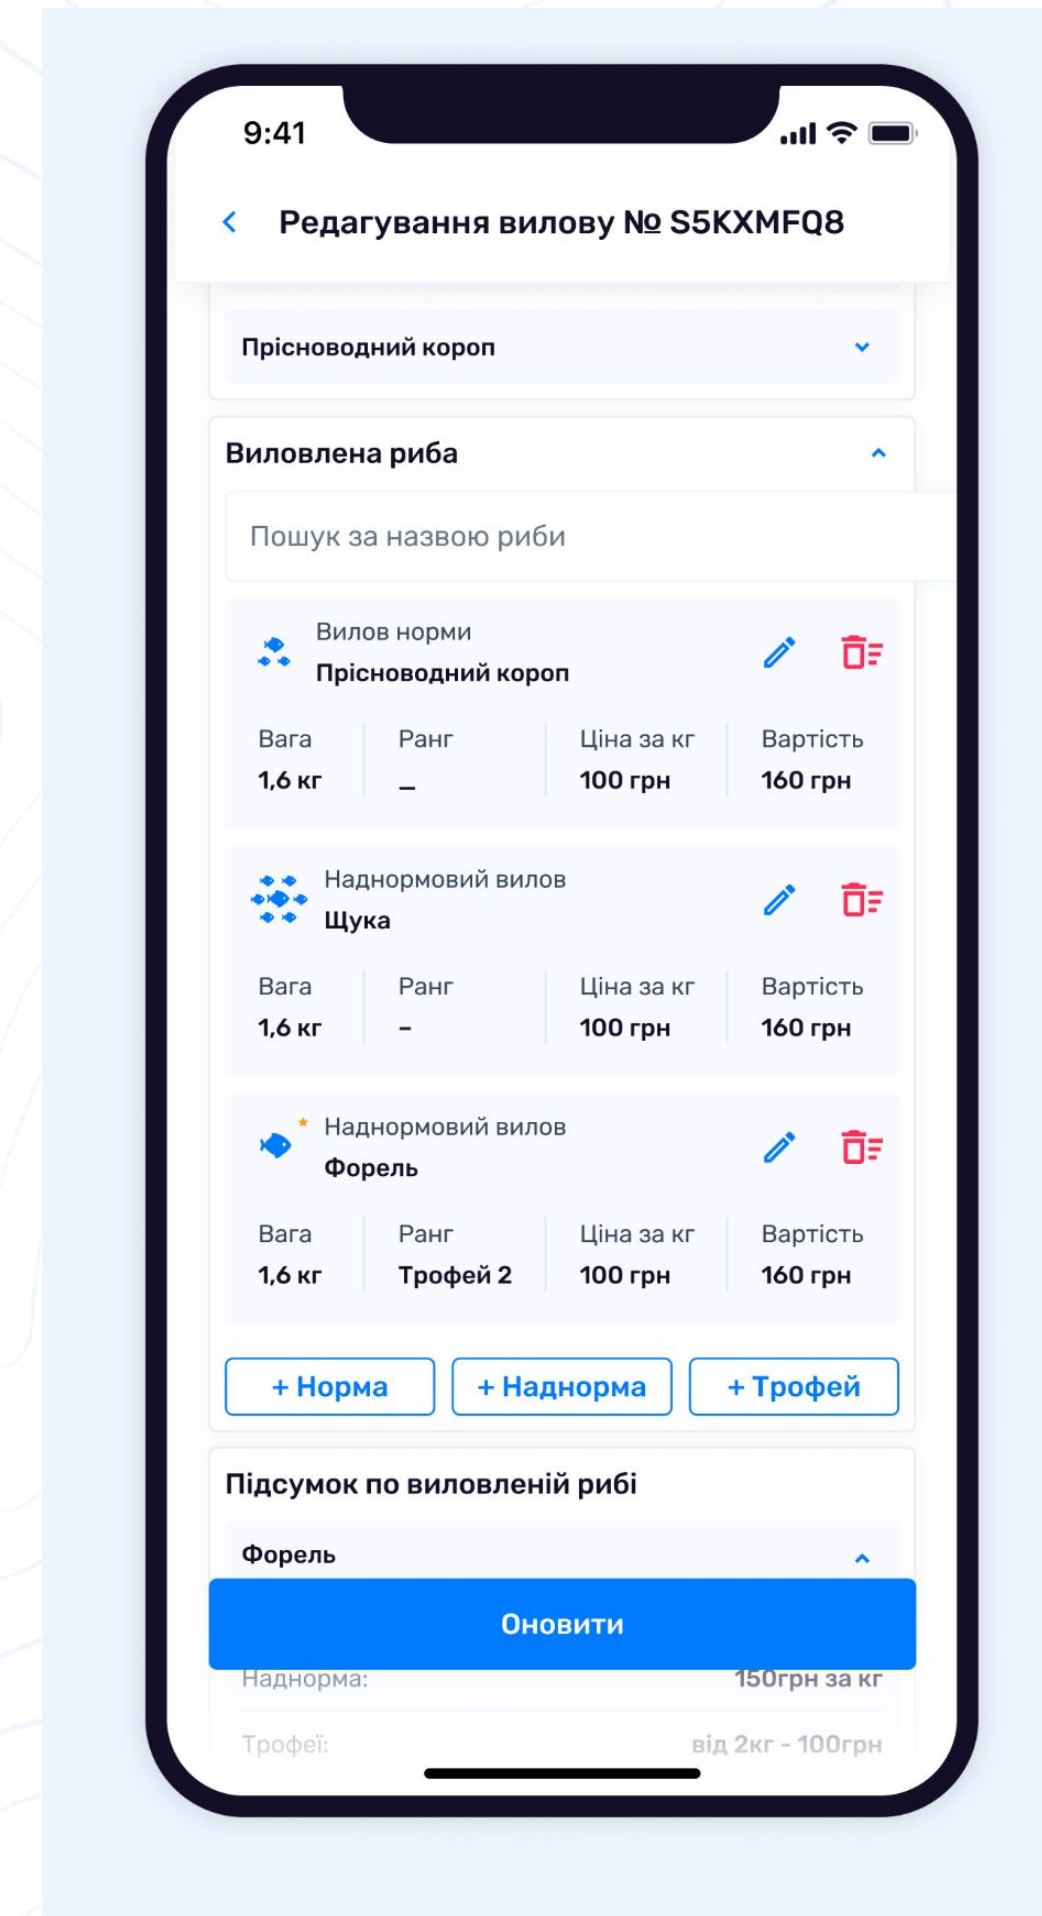 9:41
Редагування вилову № S5KXMFQ8
Прісноводний короп
Виловлена риба
Пошук за назвою риби
Вилов норми
Прісноводний короп
Вага Ранг Ціна за кг Вартість
1,6 кг _ 100 грн 160 грн
Наднормовий вилов
Щука
Вага Ранг Ціна за кг Вартість
1,6 кг – 100 грн 160 грн
Наднормовий вилов
Форель
Вага Ранг Ціна за кг Вартість
1,6 кг Трофей 2 100 грн 160 грн
+ Норма + Наднорма + Трофей
Підсумок по виловленій рибі
Форель
Оновити
Наднорма: 150грн за кг
Трофеї: від 2кг - 100грн